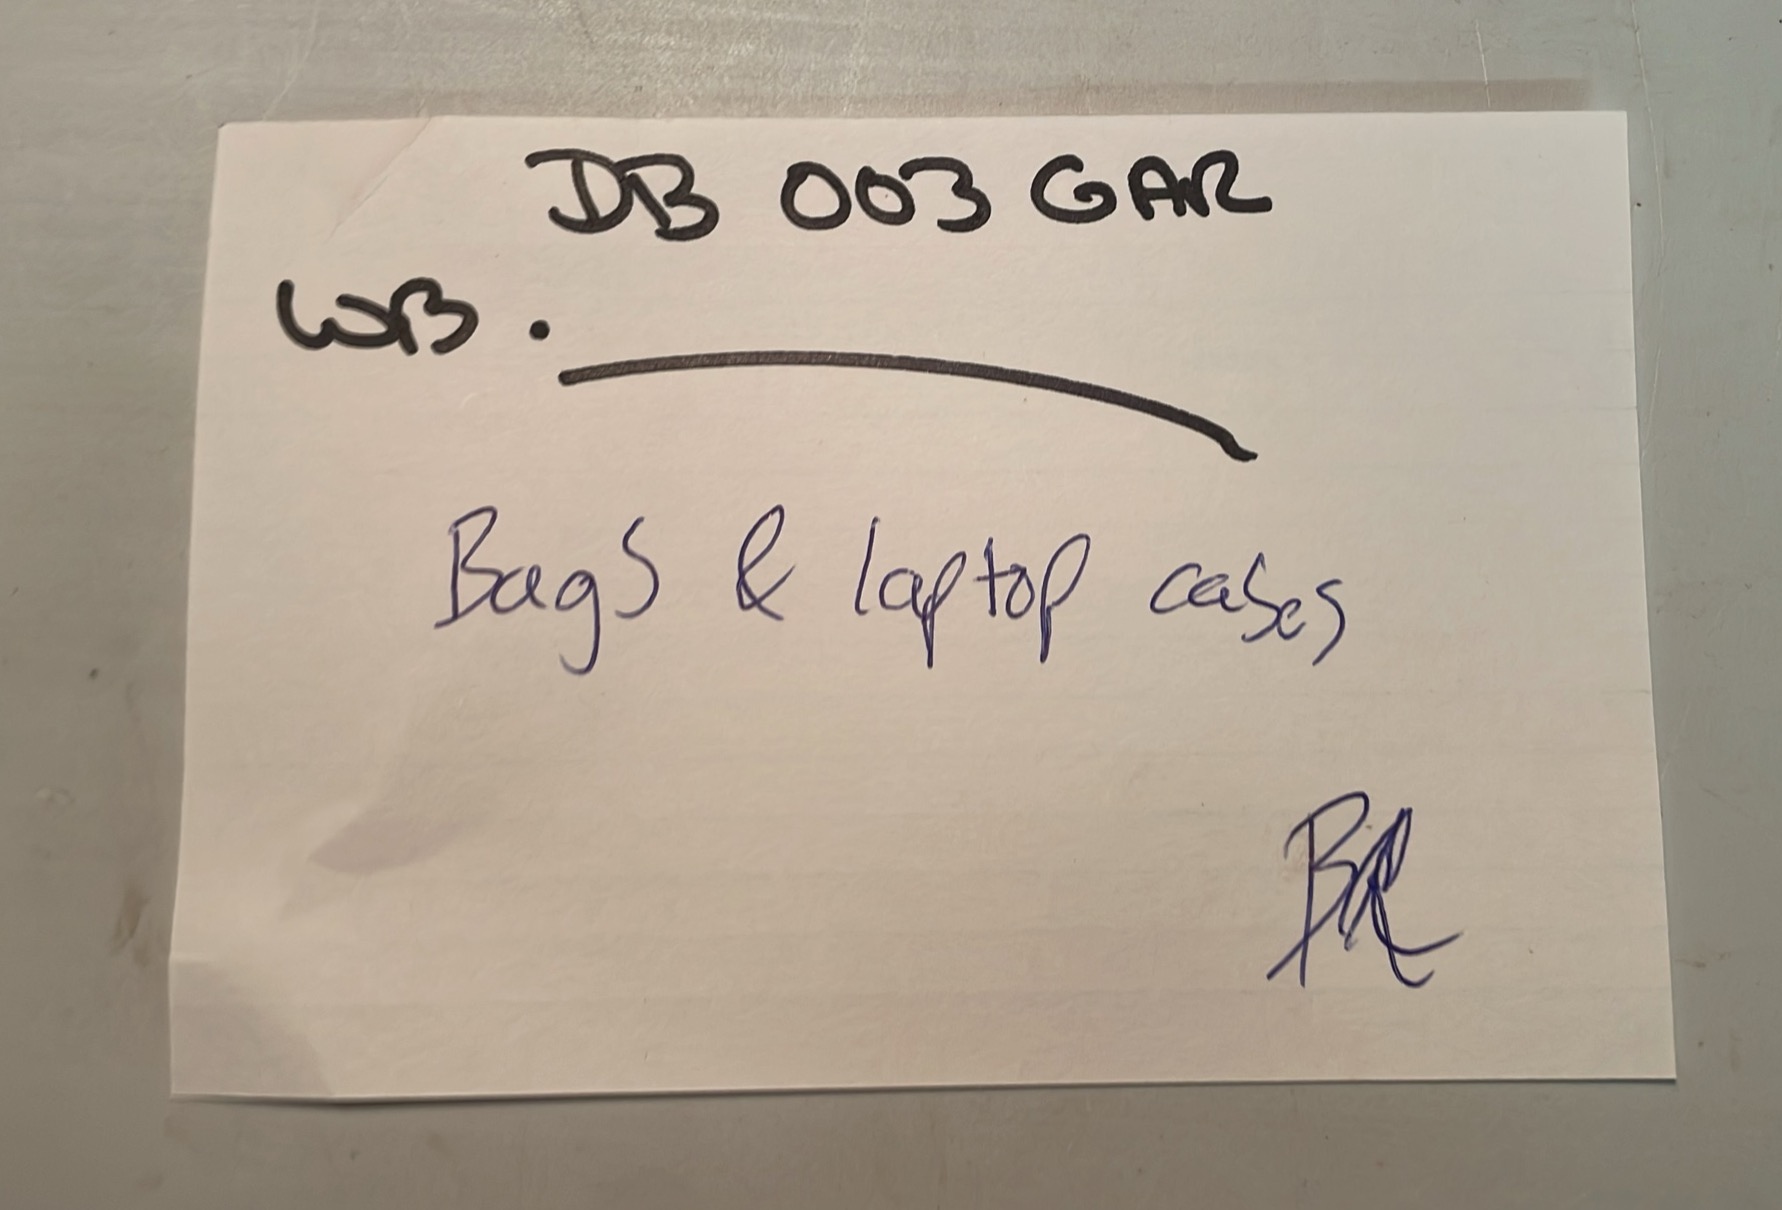 DB 003 GAR
WB.
Bags & laptop cases